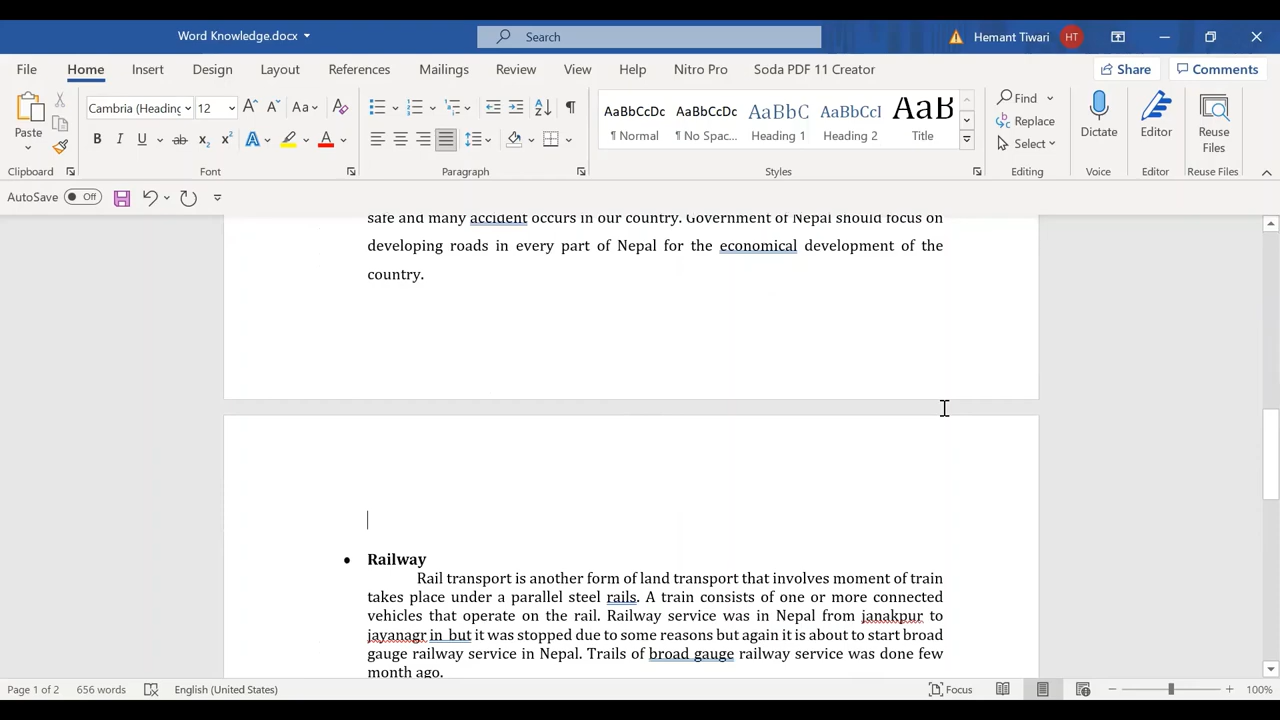 Word Knowledge.docx
Search
Hemant Tiwari
HT
File Home Insert Design Layout References Mailings Review View Help Nitro Pro Soda PDF 11 Creator Share Comments
Paste
Clipboard
Cambria (Heading 12
Font
Paragraph
AaBbCcDc AaBbCcDc AaBbC AaBbCcI AaB
¶ Normal ¶ No Spac... Heading 1 Heading 2 Title
Styles
Find
Replace
Select
Editing
Dictate
Voice
Editor
Editor
Reuse
Files
Reuse Files
AutoSave Off
safe and many accident occurs in our country. Government of Nepal should focus on
developing roads in every part of Nepal for the economical development of the
country.
• Railway
Rail transport is another form of land transport that involves moment of train
takes place under a parallel steel rails. A train consists of one or more connected
vehicles that operate on the rail. Railway service was in Nepal from janakpur to
jayanagr in but it was stopped due to some reasons but again it is about to start broad
gauge railway service in Nepal. Trails of broad gauge railway service was done few
month ago.
Page 1 of 2 656 words English (United States) Focus 100%